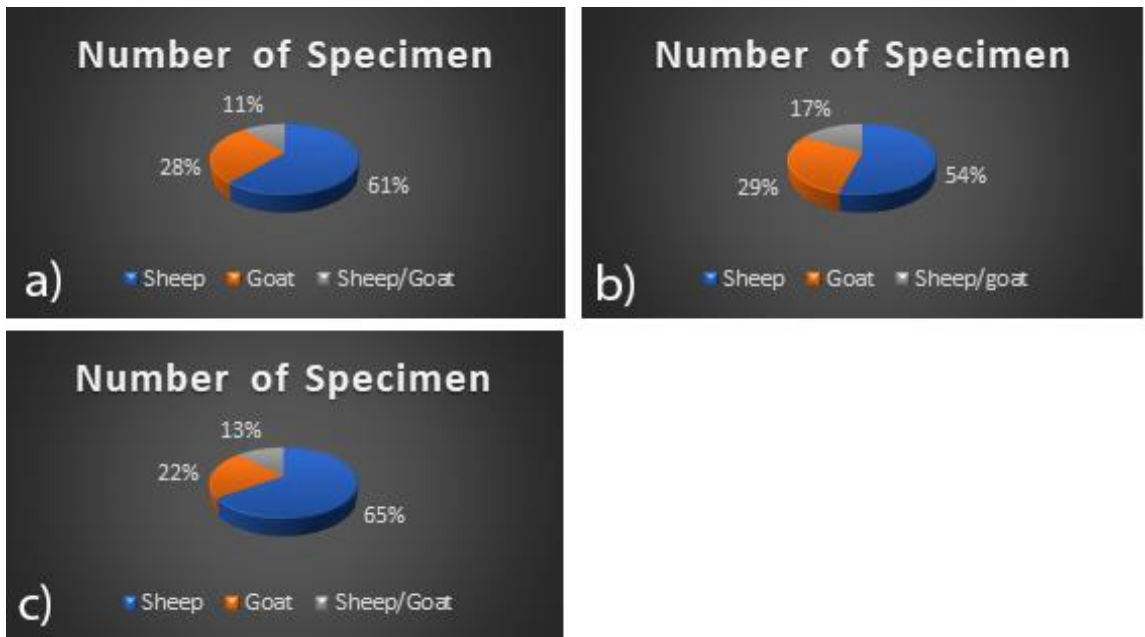 Number of Specimen
11%
28%
61%
a)
Sheep Goat Sheep/Goat
Number of Specimen
17%
29%
54%
b)
Sheep Goat Sheep/goat
Number of Specimen
13%
22%
65%
c)
Sheep Goat Sheep/Goat